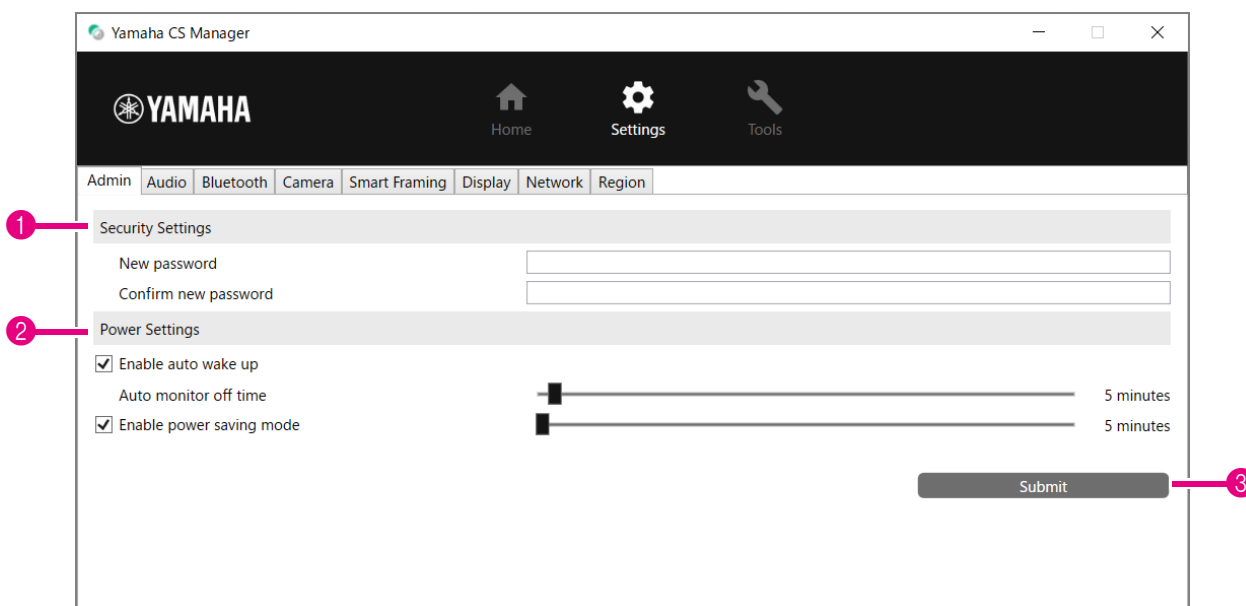 Yamaha CS Manager
YAMAHA
Home Settings Tools
Admin Audio Bluetooth Camera Smart Framing Display Network Region
1 Security Settings
New password
Confirm new password
2 Power Settings
Enable auto wake up
Auto monitor off time 5 minutes
Enable power saving mode 5 minutes
Submit 3